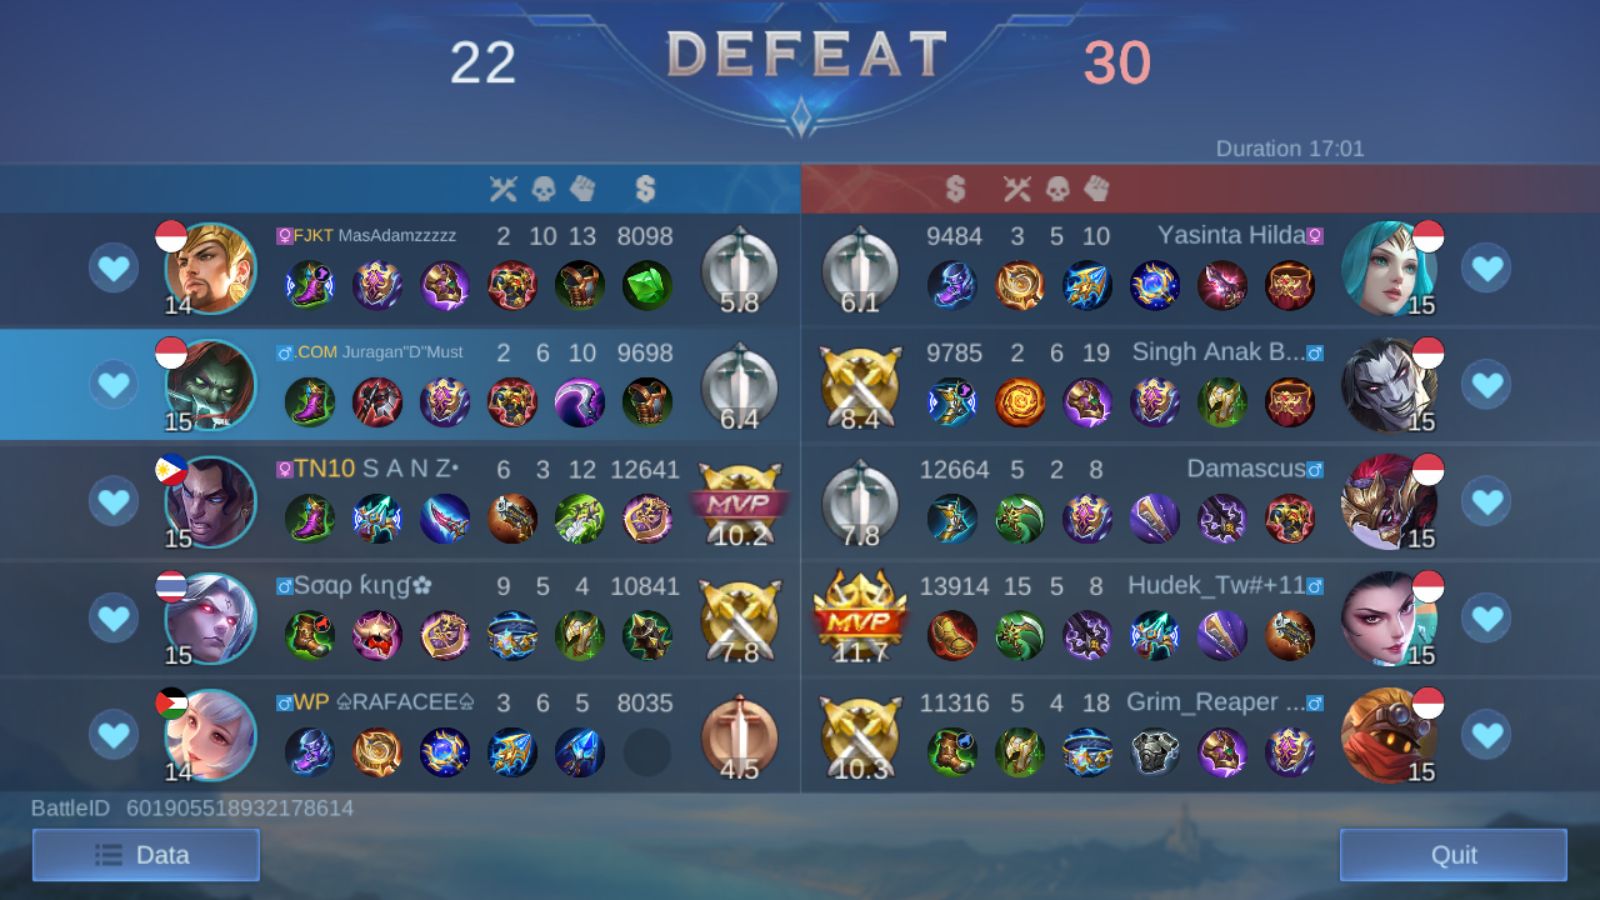 22 DEFEAT 30
Duration 17:01
FJKT MasAdamzzzzz 2 10 13 8098
14 5.8
9484 3 5 10 Yasinta Hilda
6.1 15
.COM Juragan"D"Must 2 6 10 9698
15 6.4
9785 2 6 19 Singh Anak B...
8.4 15
TN10 S A N Z• 6 3 12 12641
15 MVP 10.2
12664 5 2 8 Damascus
7.8 15
Sσαρ ƙιηɠ✿ 9 5 4 10841
15 7.8
13914 15 5 8 Hudek_Tw#+11
MVP 11.7 15
WP ♤RAFACEE♤ 3 6 5 8035
14 4.5
11316 5 4 18 Grim_Reaper ...
10.3 15
BattleID 601905518932178614
Data
Quit